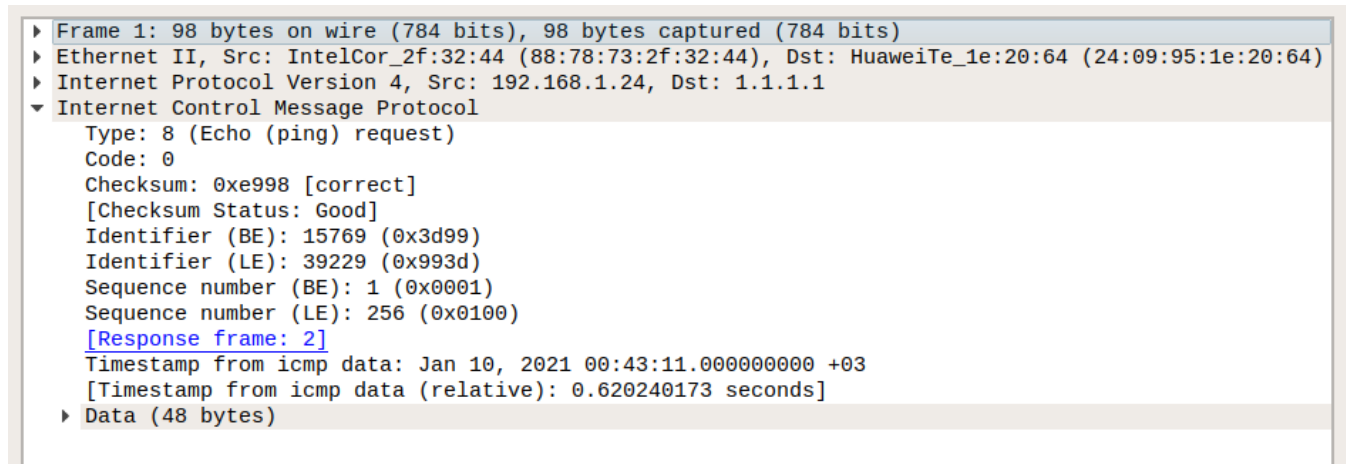 Frame 1: 98 bytes on wire (784 bits), 98 bytes captured (784 bits)
Ethernet II, Src: IntelCor_2f:32:44 (88:78:73:2f:32:44), Dst: HuaweiTe_1e:20:64 (24:09:95:1e:20:64)
Internet Protocol Version 4, Src: 192.168.1.24, Dst: 1.1.1.1
Internet Control Message Protocol
Type: 8 (Echo (ping) request)
Code: 0
Checksum: 0xe998 [correct]
[Checksum Status: Good]
Identifier (BE): 15769 (0x3d99)
Identifier (LE): 39229 (0x993d)
Sequence number (BE): 1 (0x0001)
Sequence number (LE): 256 (0x0100)
[Response frame: 2]
Timestamp from icmp data: Jan 10, 2021 00:43:11.000000000 +03
[Timestamp from icmp data (relative): 0.620240173 seconds]
Data (48 bytes)